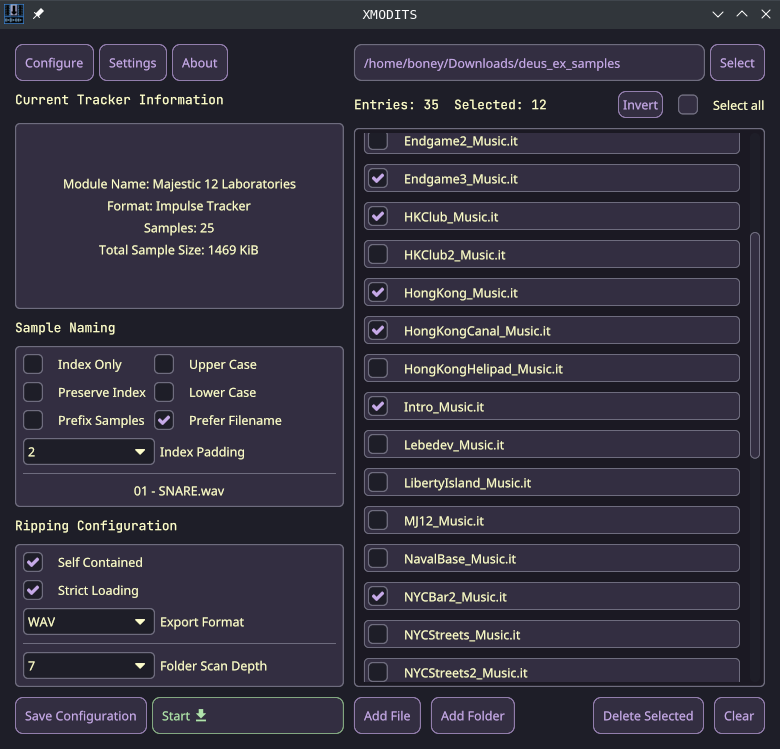 XMODITS
Configure
Settings
About
Current Tracker Information
Module Name: Majestic 12 Laboratories
Format: Impulse Tracker
Samples: 25
Total Sample Size: 1469 KiB
Sample Naming
Index Only
Upper Case
Preserve Index
Lower Case
Prefix Samples
Prefer Filename
2
Index Padding
01 - SNARE.wav
Ripping Configuration
Self Contained
Strict Loading
WAV
Export Format
7
Folder Scan Depth
Save Configuration
Start
/home/boney/Downloads/deus_ex_samples
Select
Entries: 35 Selected: 12
Invert
Select all
Endgame2_Music.it
Endgame3_Music.it
HKClub_Music.it
HKClub2_Music.it
HongKong_Music.it
HongKongCanal_Music.it
HongKongHelipad_Music.it
Intro_Music.it
Lebedev_Music.it
LibertyIsland_Music.it
MJ12_Music.it
NavalBase_Music.it
NYCBar2_Music.it
NYCStreets_Music.it
NYCStreets2_Music.it
Add File
Add Folder
Delete Selected
Clear